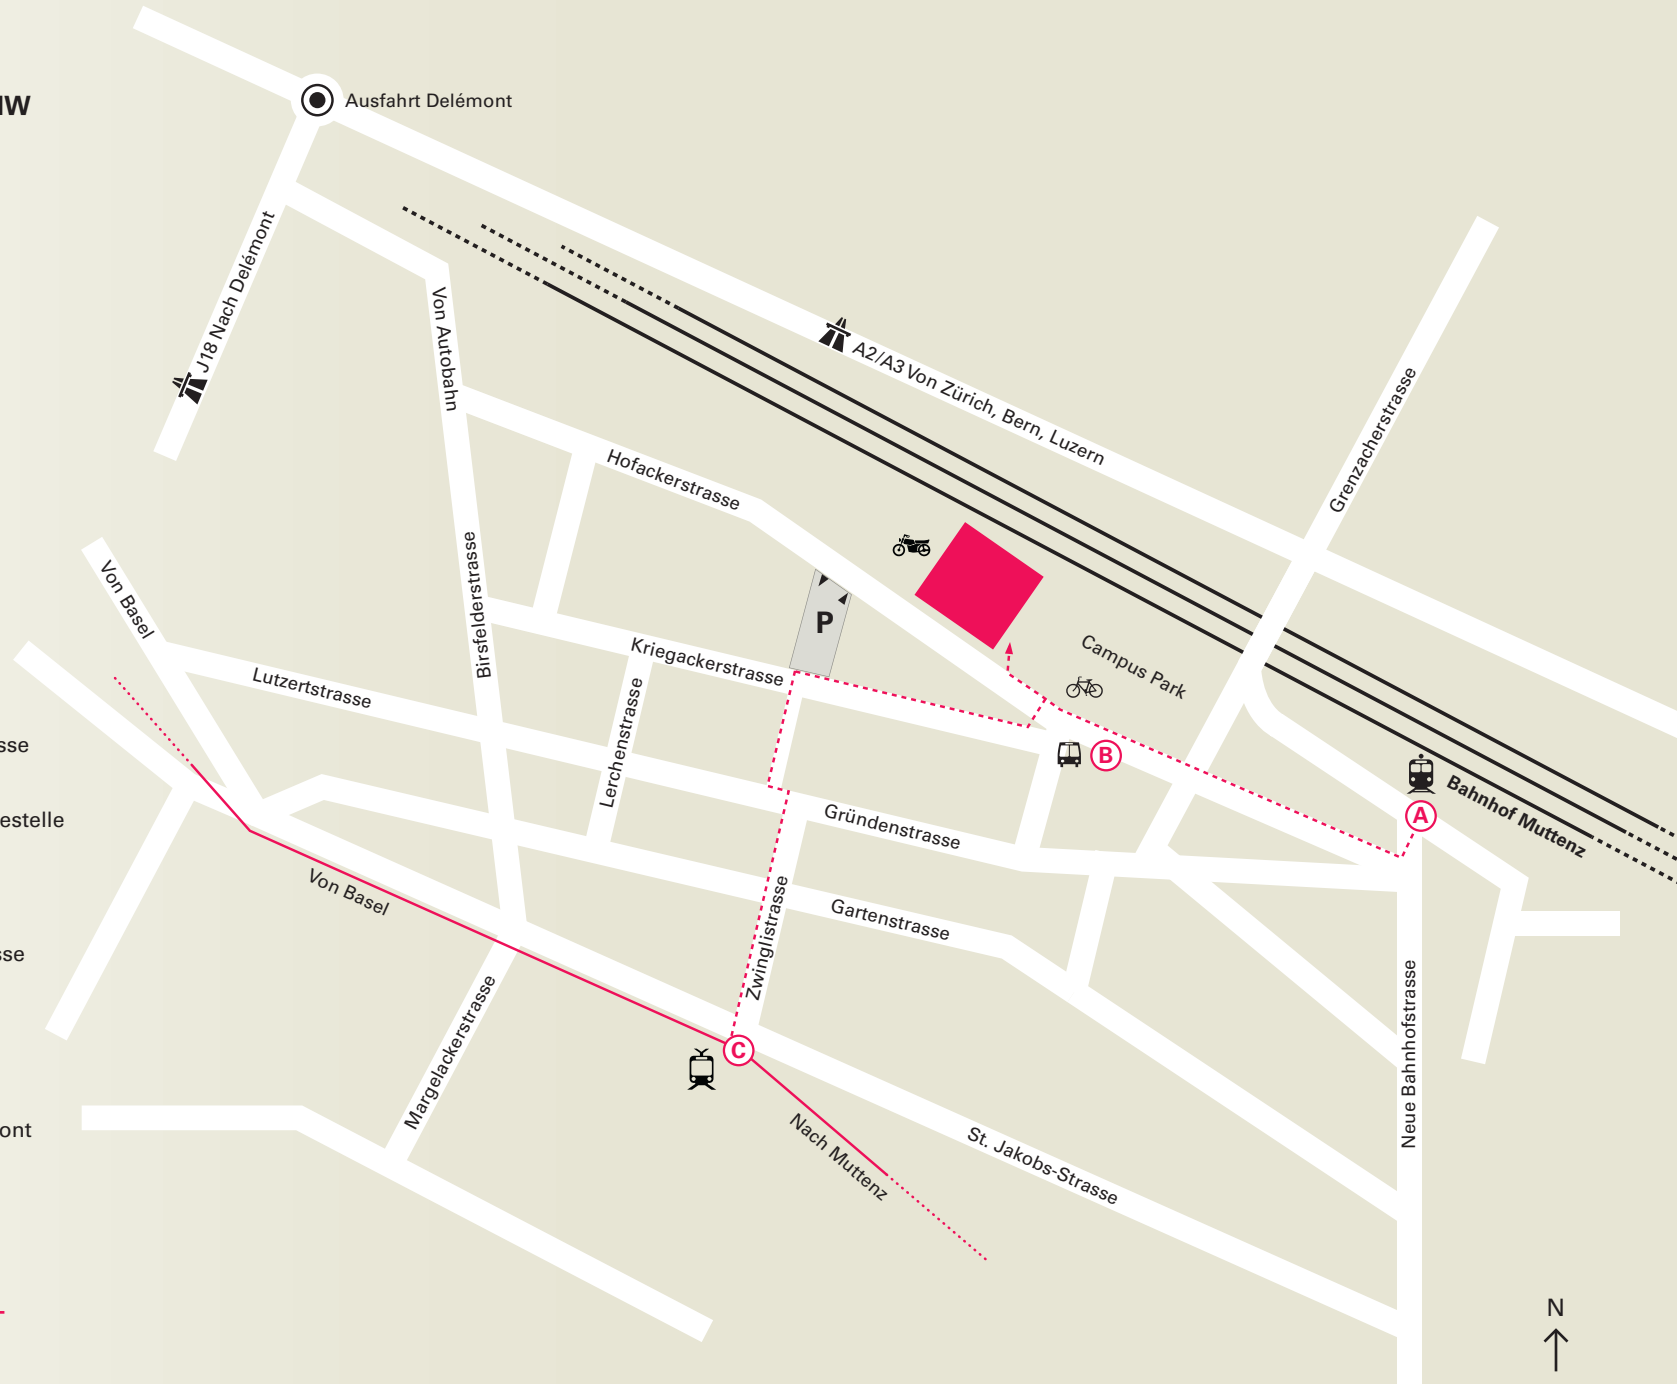 IW
Ausfahrt Delémont
J18 Nach Delémont
Von Autobahn
A2/A3 Von Zürich, Bern, Luzern
Grenzacherstrasse
Hofackerstrasse
Birsfelderstrasse
Von Basel
P
Kriegackerstrasse
Campus Park
Lutzertstrasse
Lerchenstrasse
sse
B
Bahnhof Muttenz
A
estelle
Gründenstrasse
Von Basel
Zwinglistrasse
Gartenstrasse
sse
Neue Bahnhofstrasse
Margelackerstrasse
C
ont
Nach Muttenz
St. Jakobs-Strasse
N